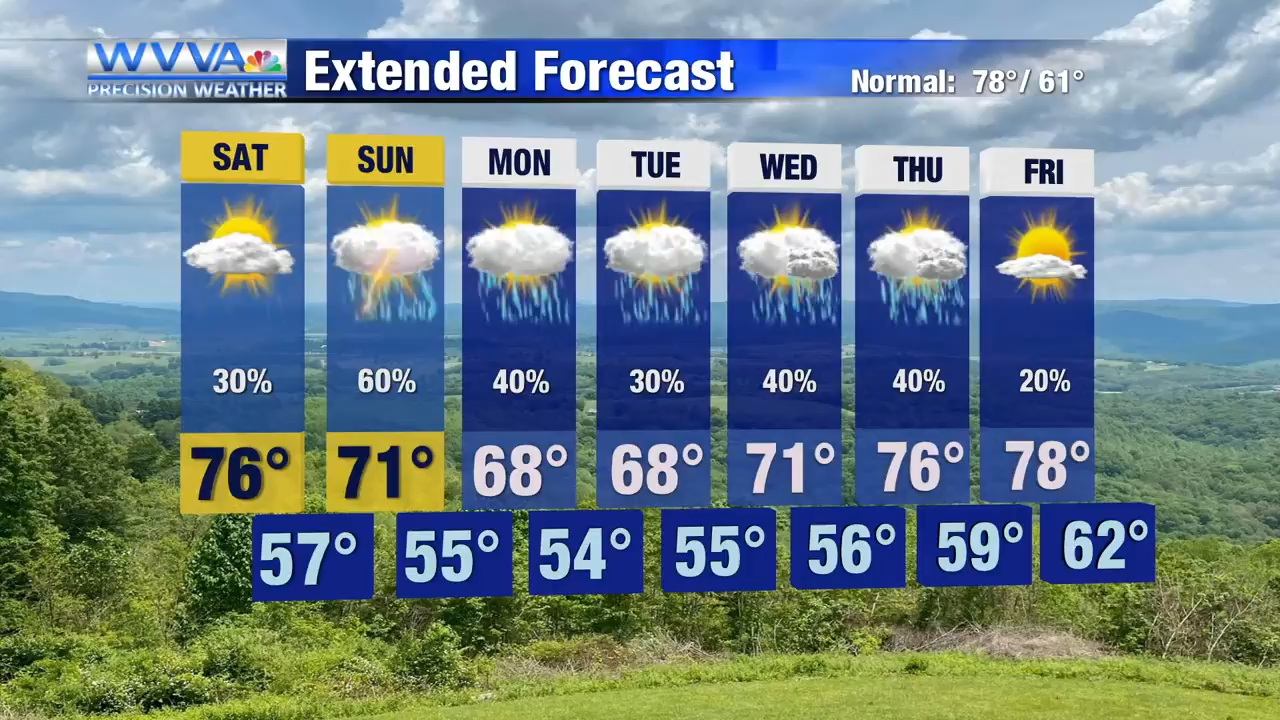 WVVA
PRECISION WEATHER
Extended Forecast
Normal: 78°/ 61°
SAT SUN MON TUE WED THU FRI
30% 60% 40% 30% 40% 40% 20%
76° 71° 68° 68° 71° 76° 78°
57° 55° 54° 55° 56° 59° 62°